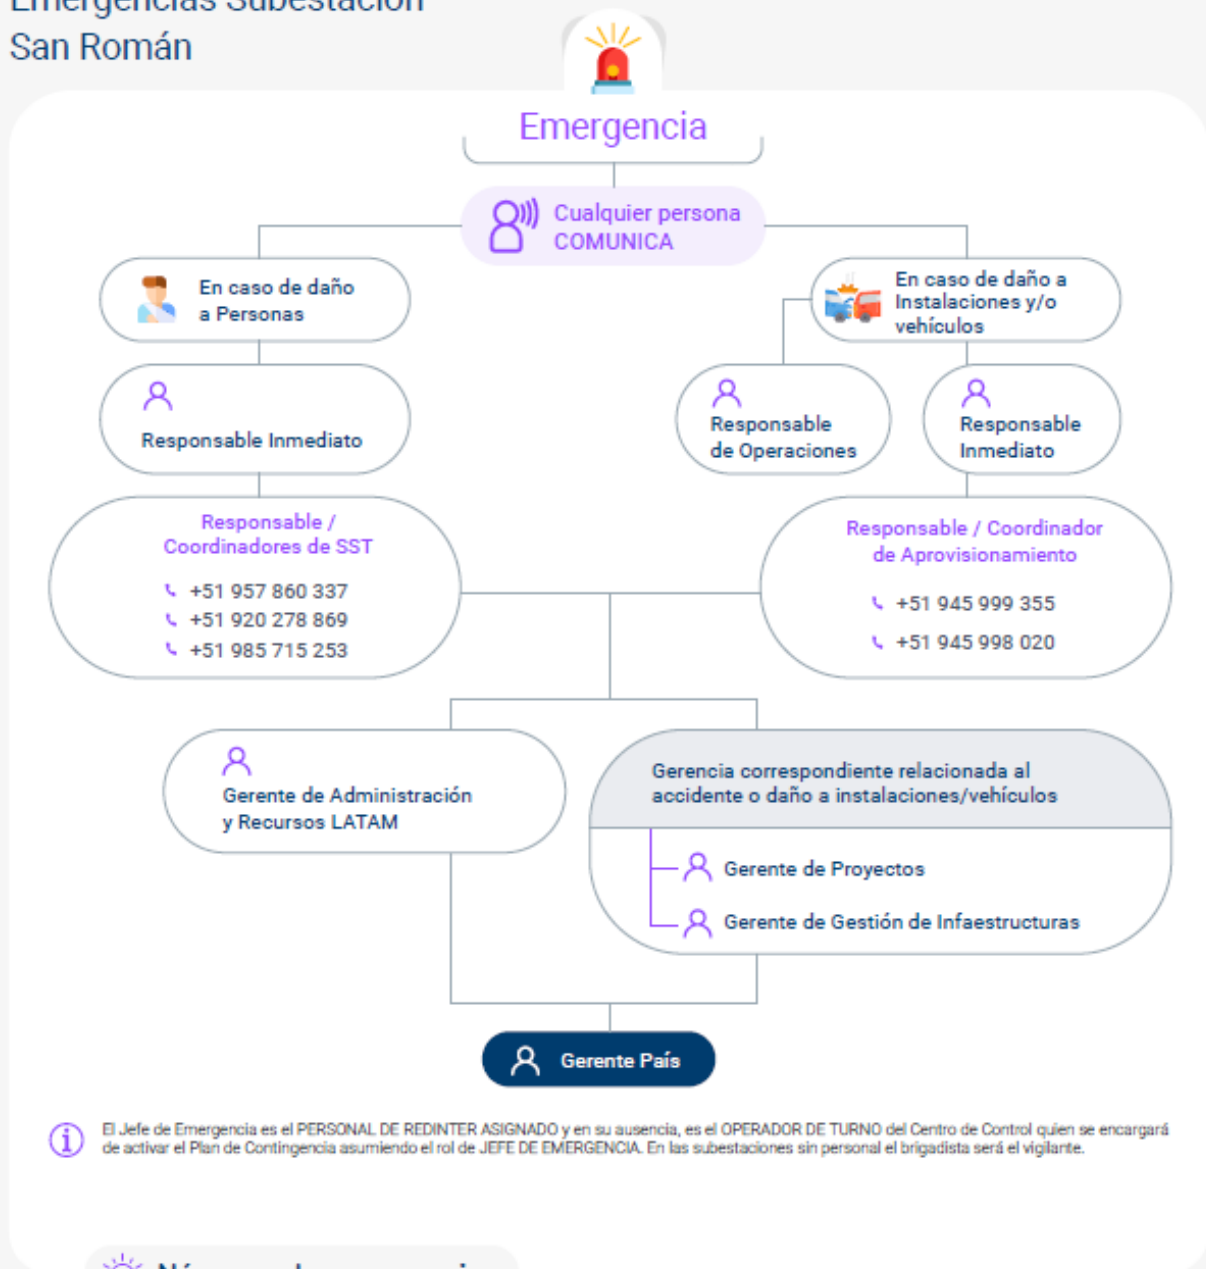 Emergencias Subestación
San Román
Emergencia
Cualquier persona
COMUNICA
En caso de daño
a Personas
En caso de daño a
Instalaciones y/o
vehículos
Responsable Inmediato
Responsable
de Operaciones
Responsable
Inmediato
Responsable /
Coordinadores de SST
+51 957 860 337
+51 920 278 869
+51 985 715 253
Responsable / Coordinador
de Aprovisionamiento
+51 945 999 355
+51 945 998 020
Gerente de Administración
y Recursos LATAM
Gerencia correspondiente relacionada al
accidente o daño a instalaciones/vehículos
Gerente de Proyectos
Gerente de Gestión de Infaestructuras
Gerente País
El Jefe de Emergencia es el PERSONAL DE REDINTER ASIGNADO y en su ausencia, es el OPERADOR DE TURNO del Centro de Control quien se encargará
de activar el Plan de Contingencia asumiendo el rol de JEFE DE EMERGENCIA. En las subestaciones sin personal el brigadista será el vigilante.